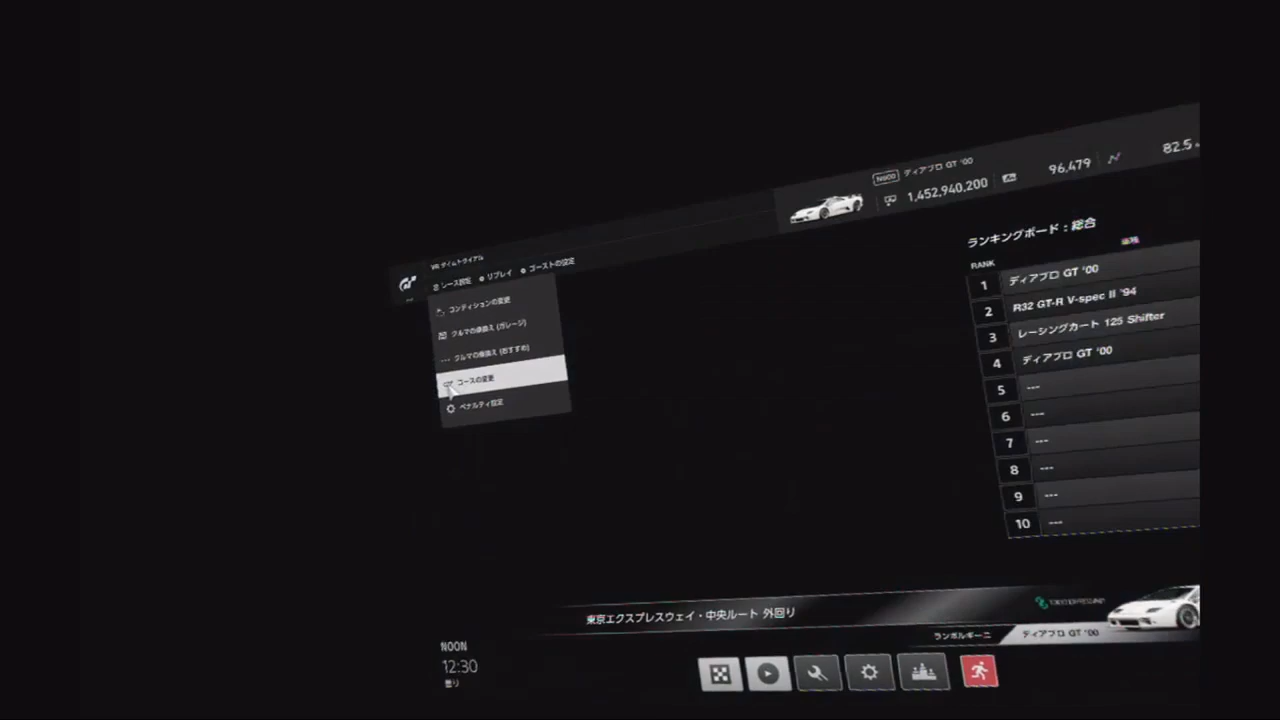 N600 ディアブロ GT '00
1,452,940,200 96,479 82.5
VR タイムトライアル
レース設定 リプレイ ゴーストの設定
コンディションの変更
クルマの乗換え (ガレージ)
クルマの乗換え (おすすめ)
コースの変更
ペナルティ設定
ランキングボード : 総合
RANK
1 ディアブロ GT '00
2 R32 GT-R V-spec II '94
3 レーシングカート 125 Shifter
4 ディアブロ GT '00
5 ---
6 ---
7 ---
8 ---
9 ---
10 ---
東京エクスプレスウェイ・中央ルート 外回り
TOKYO EXPRESSWAY
ランボルギーニ ディアブロ GT '00
NOON
12:30
曇り